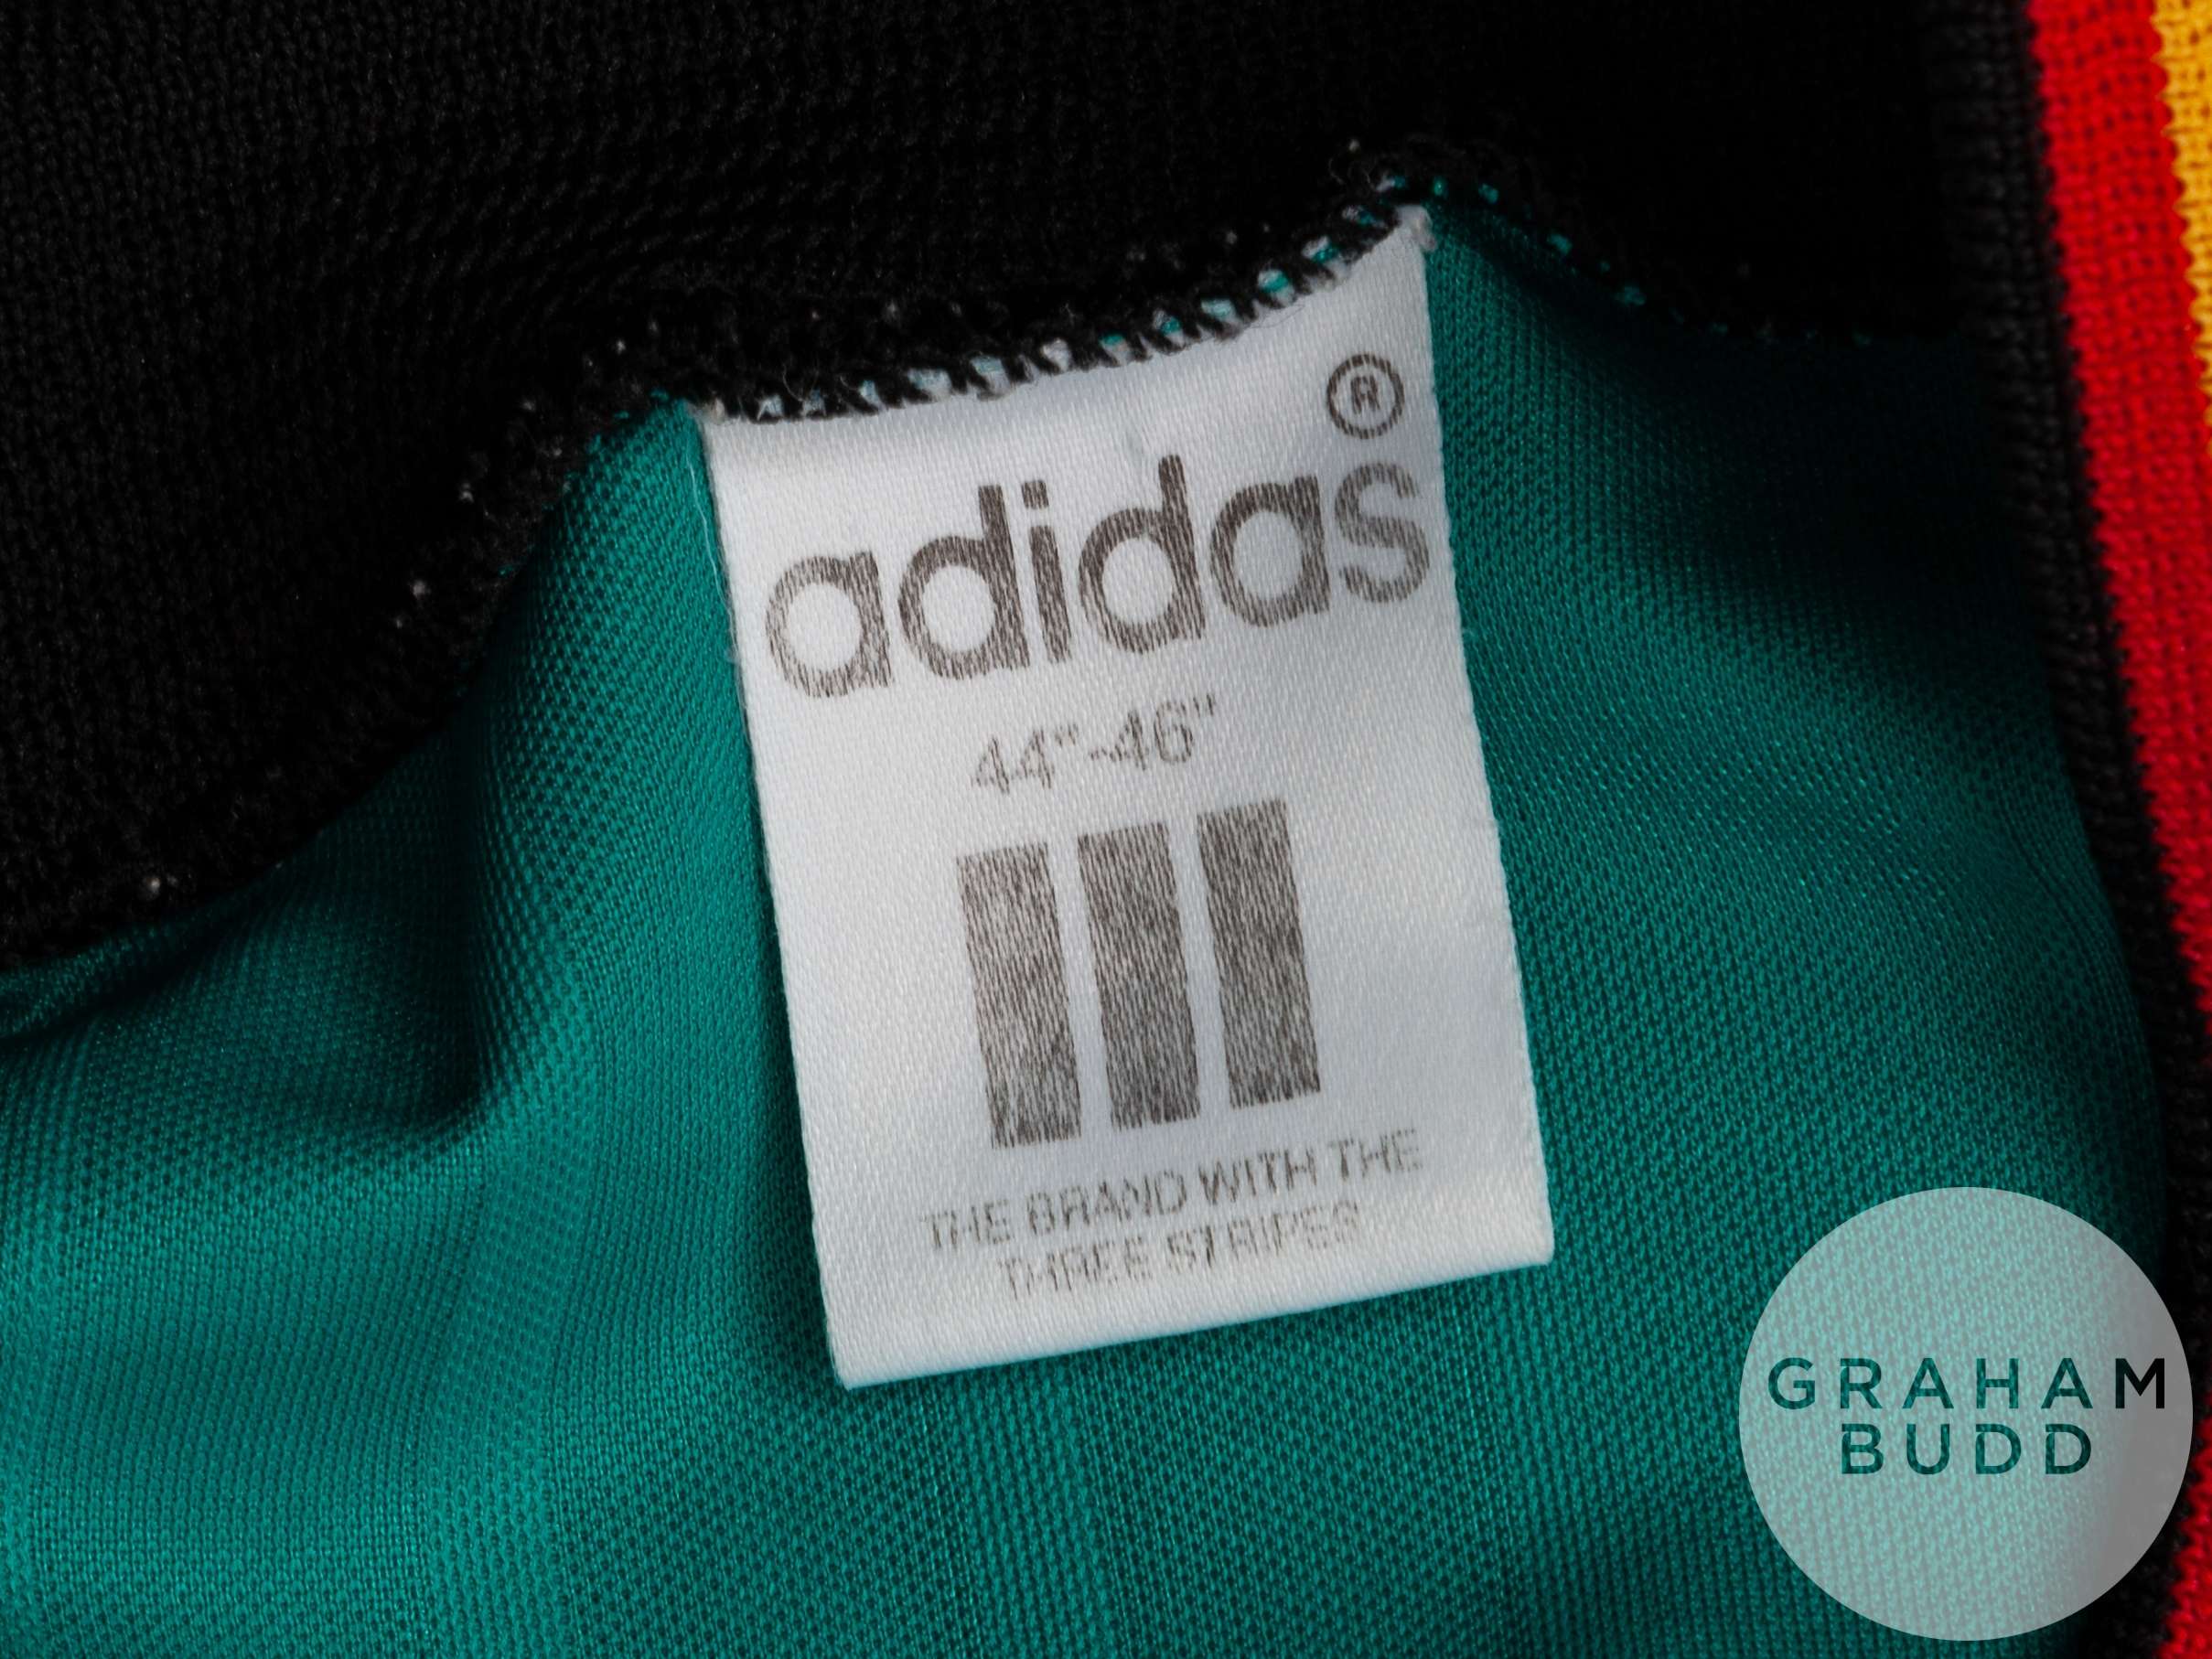 ®
adidas
44"-46"
THE BRAND WITH THE
THREE STRIPES
GRAHAM
BUDD